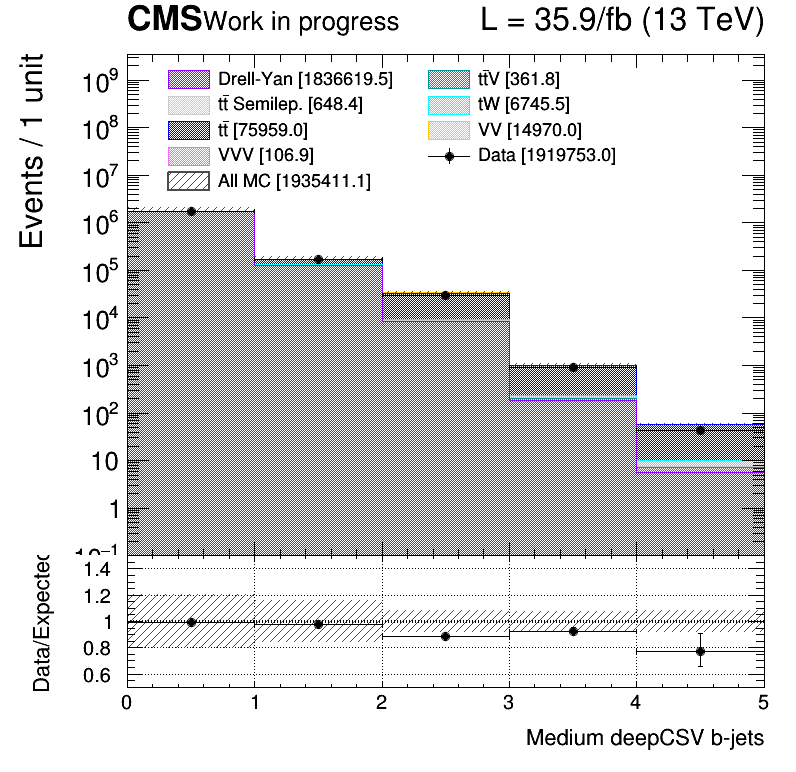 CMS Work in progress L = 35.9/fb (13 TeV)
Events / 1 unit
Drell-Yan [1836619.5]
tt̄ Semilep. [648.4]
tt̄ [75959.0]
VVV [106.9]
All MC [1935411.1]
tt̄V [361.8]
tW [6745.5]
VV [14970.0]
Data [1919753.0]
10⁹
10⁸
10⁷
10⁶
10⁵
10⁴
10³
10²
10
1
10⁻¹
Data/Expected
1.4
1.2
1
0.8
0.6
0 1 2 3 4 5
Medium deepCSV b-jets